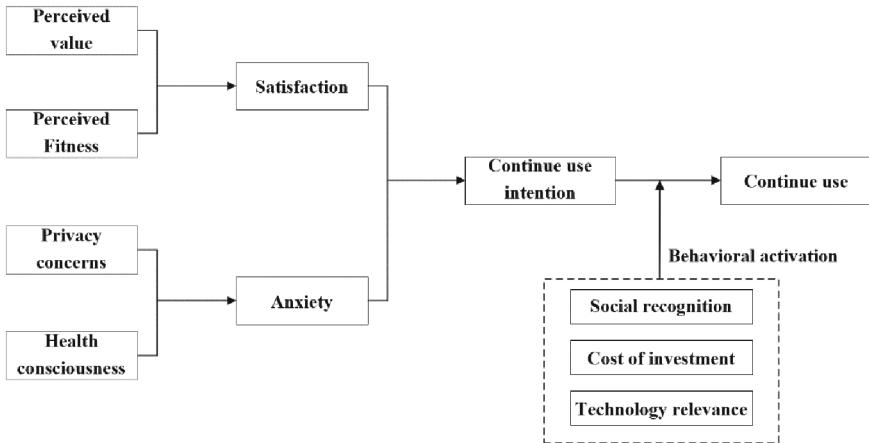 Perceived
value
Perceived
Fitness
Satisfaction
Privacy
concerns
Health
consciousness
Anxiety
Continue use
intention
Continue use
Behavioral activation
Social recognition
Cost of investment
Technology relevance